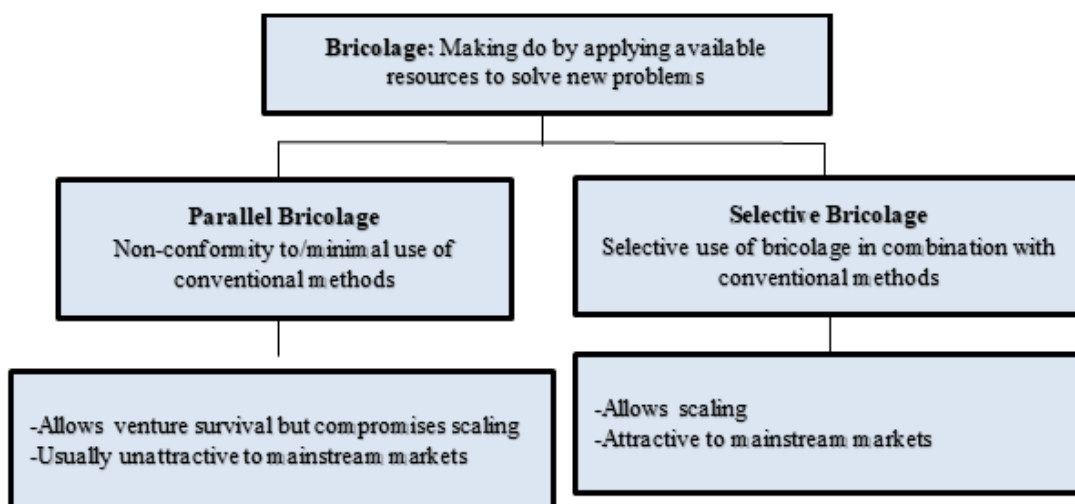 Bricolage: Making do by applying available
resources to solve new problems
Parallel Bricolage
Non-conformity to/minimal use of
conventional methods
Selective Bricolage
Selective use of bricolage in combination with
conventional methods
-Allows venture survival but compromises scaling
-Usually unattractive to mainstream markets
-Allows scaling
-Attractive to mainstream markets